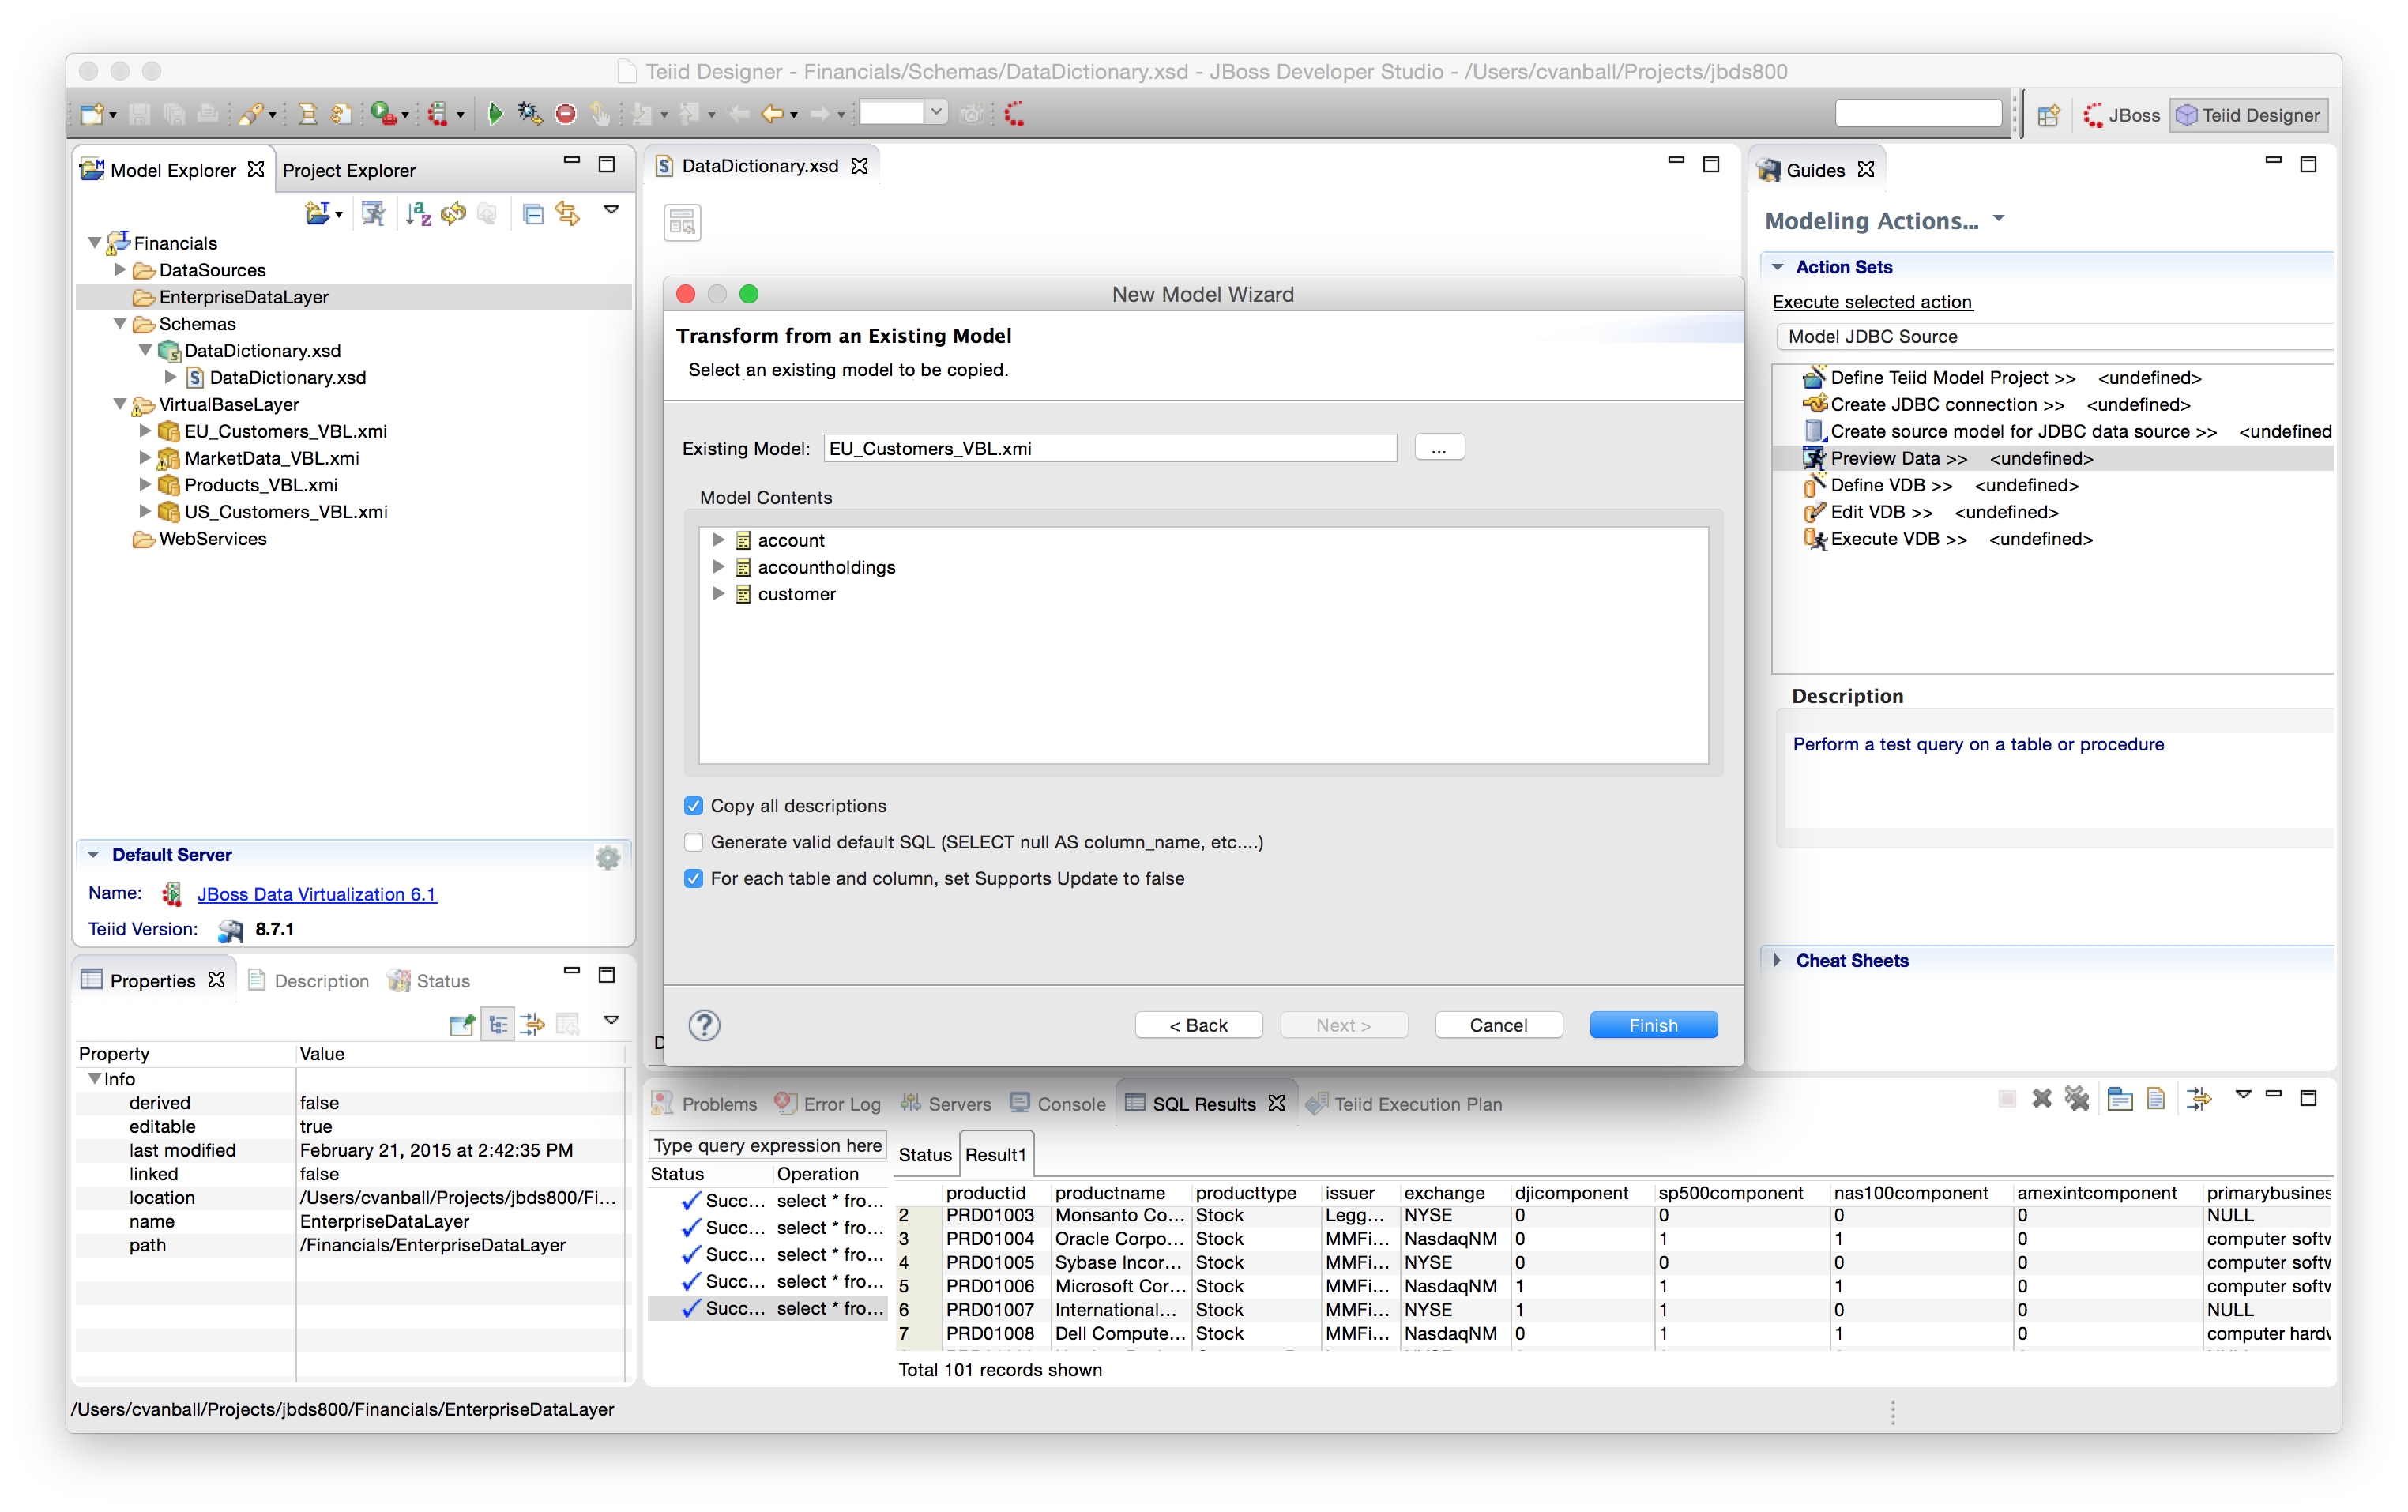 Teiid Designer - Financials/Schemas/DataDictionary.xsd - JBoss Developer Studio - /Users/cvanball/Projects/jbds800
JBoss
Teiid Designer
Model Explorer
Project Explorer
Financials
DataSources
EnterpriseDataLayer
Schemas
DataDictionary.xsd
DataDictionary.xsd
VirtualBaseLayer
EU_Customers_VBL.xmi
MarketData_VBL.xmi
Products_VBL.xmi
US_Customers_VBL.xmi
WebServices
Default Server
Name: JBoss Data Virtualization 6.1
Teiid Version: 8.7.1
DataDictionary.xsd
New Model Wizard
Transform from an Existing Model
Select an existing model to be copied.
Existing Model: EU_Customers_VBL.xmi ...
Model Contents
account
accountholdings
customer
Copy all descriptions
Generate valid default SQL (SELECT null AS column_name, etc....)
For each table and column, set Supports Update to false
< Back Next > Cancel Finish
Guides
Modeling Actions...
Action Sets
Execute selected action
Model JDBC Source
Define Teiid Model Project >> <undefined>
Create JDBC connection >> <undefined>
Create source model for JDBC data source >> <undefined
Preview Data >> <undefined>
Define VDB >> <undefined>
Edit VDB >> <undefined>
Execute VDB >> <undefined>
Description
Perform a test query on a table or procedure
Cheat Sheets
Properties Description Status
Property Value
Info
derived false
editable true
last modified February 21, 2015 at 2:42:35 PM
linked false
location /Users/cvanball/Projects/jbds800/Fi...
name EnterpriseDataLayer
path /Financials/EnterpriseDataLayer
Problems Error Log Servers Console SQL Results Teiid Execution Plan
Type query expression here
Status Operation
Succ... select * fro...
Succ... select * fro...
Succ... select * fro...
Succ... select * fro...
Succ... select * fro...
Status Result1
productid productname producttype issuer exchange djicomponent sp500component nas100component amexintcomponent primarybusines
2 PRD01003 Monsanto Co... Stock Legg... NYSE 0 0 0 0 NULL
3 PRD01004 Oracle Corpo... Stock MMFi... NasdaqNM 0 1 1 0 computer softw
4 PRD01005 Sybase Incor... Stock MMFi... NYSE 0 0 0 0 computer softw
5 PRD01006 Microsoft Cor... Stock MMFi... NasdaqNM 1 1 1 0 computer softw
6 PRD01007 International... Stock MMFi... NYSE 1 1 0 0 NULL
7 PRD01008 Dell Compute... Stock MMFi... NasdaqNM 0 1 1 0 computer hardw
Total 101 records shown
/Users/cvanball/Projects/jbds800/Financials/EnterpriseDataLayer